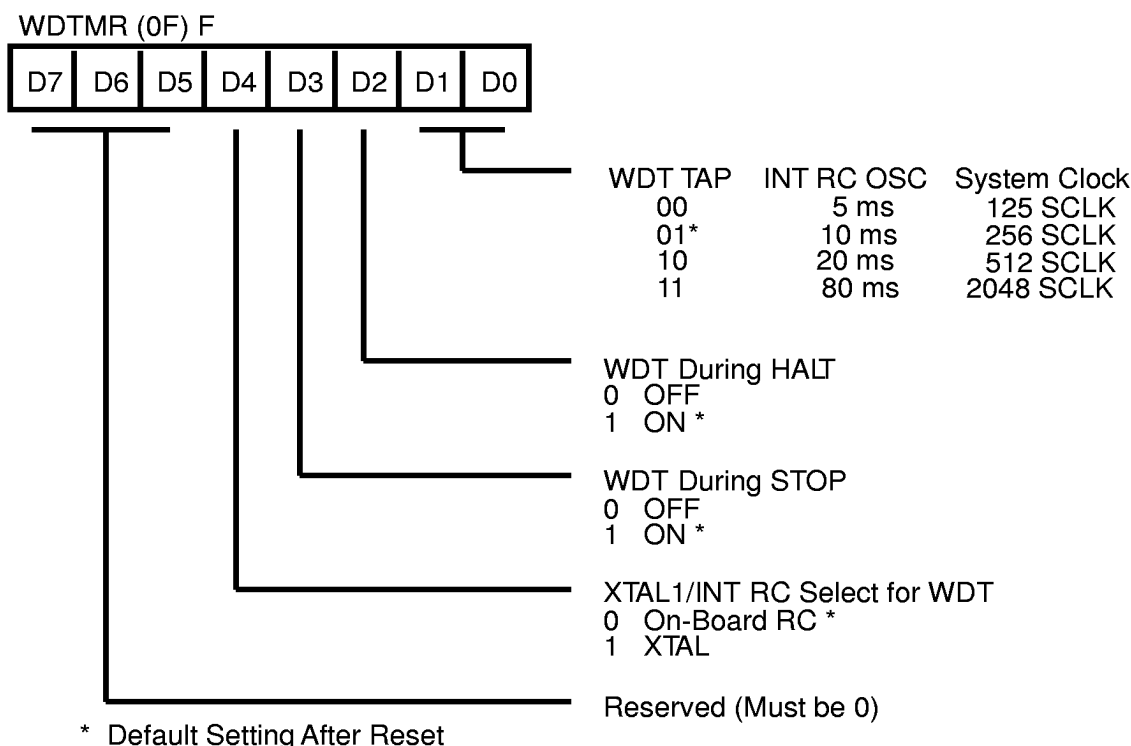 WDTMR (0F) F
D7 D6 D5 D4 D3 D2 D1 D0
WDT TAP INT RC OSC System Clock
00 5 ms 125 SCLK
01* 10 ms 256 SCLK
10 20 ms 512 SCLK
11 80 ms 2048 SCLK
WDT During HALT
0 OFF
1 ON *
WDT During STOP
0 OFF
1 ON *
XTAL1/INT RC Select for WDT
0 On-Board RC *
1 XTAL
Reserved (Must be 0)
* Default Setting After Reset